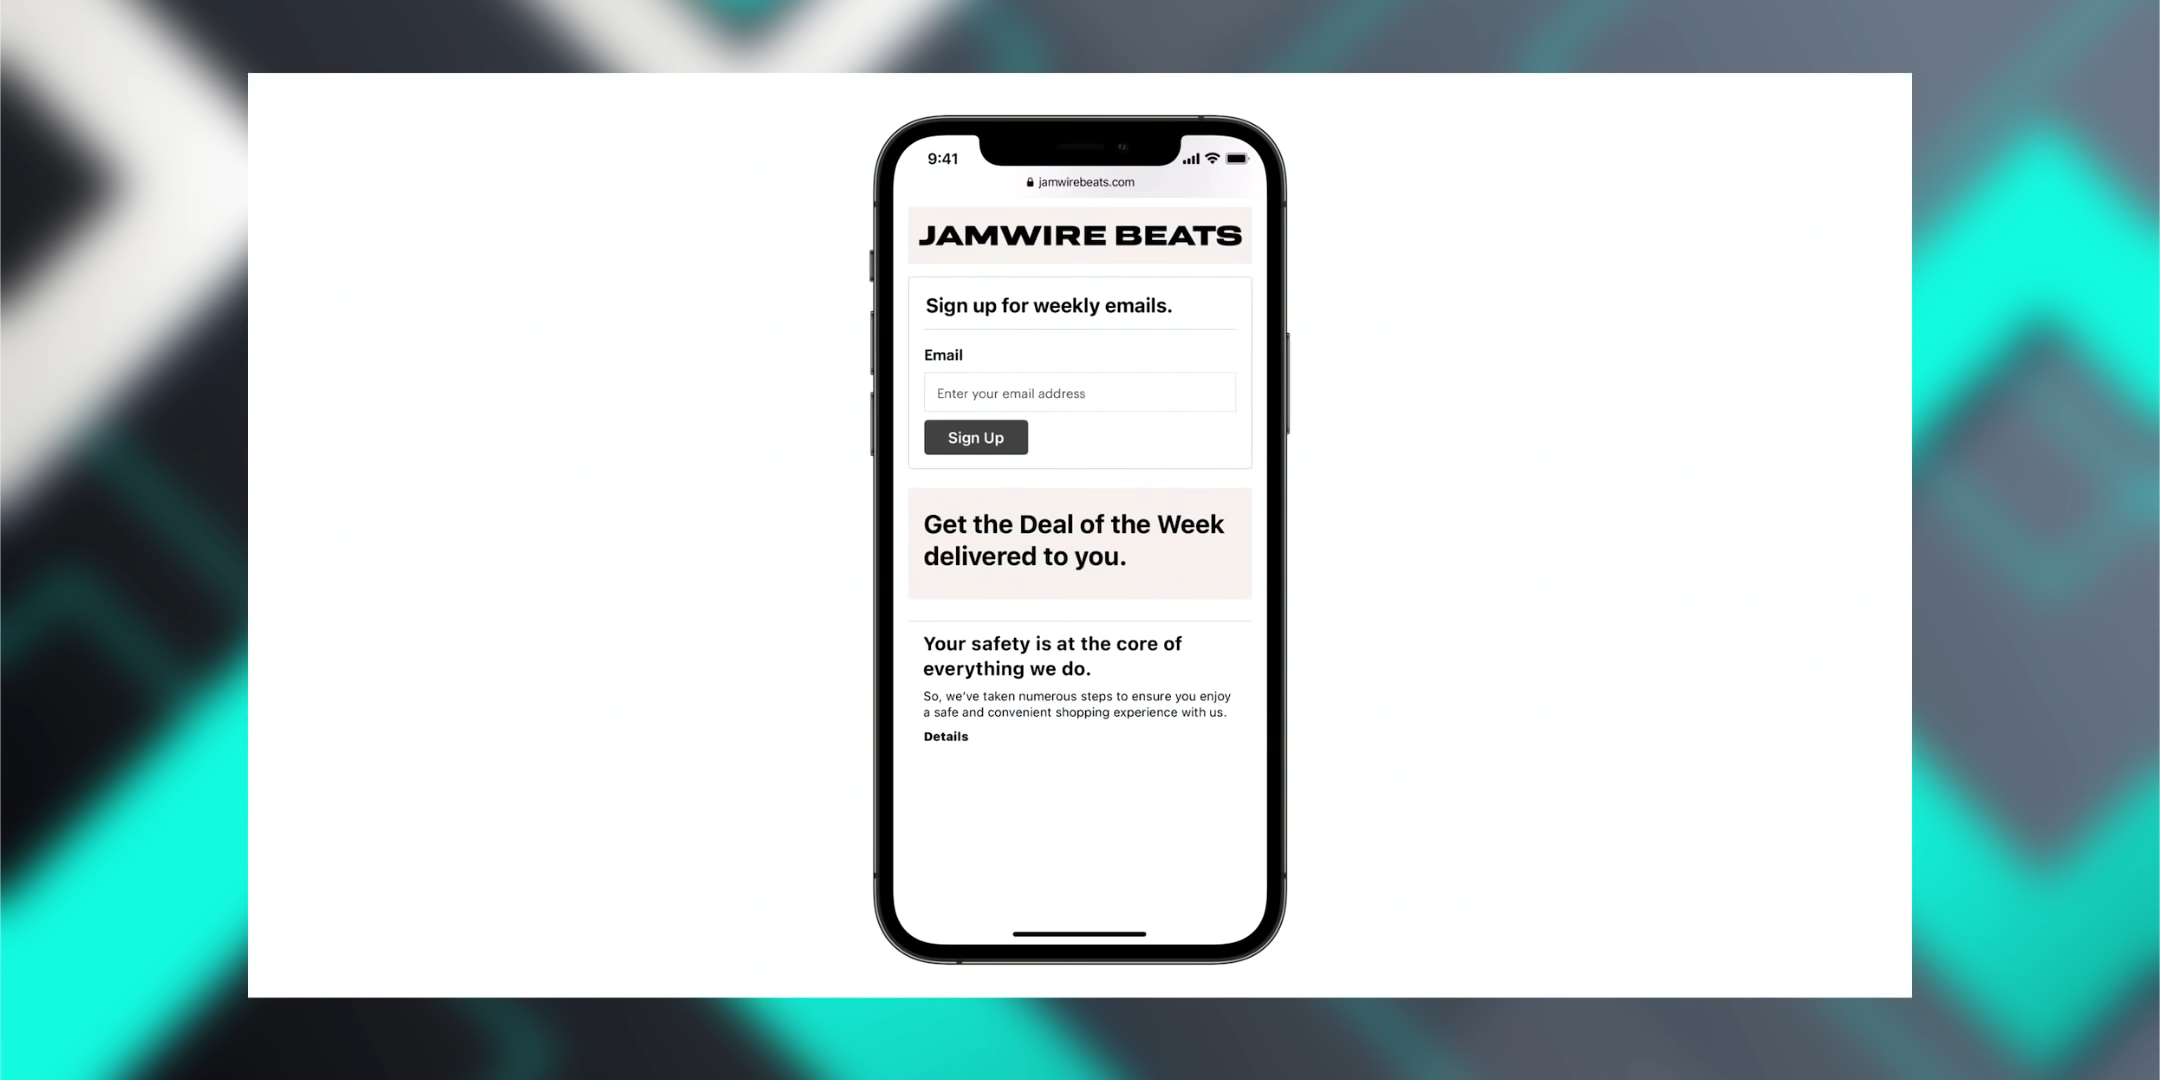 9:41
jamwirebeats.com
JAMWIRE BEATS
Sign up for weekly emails.
Email
Enter your email address
Sign Up
Get the Deal of the Week
delivered to you.
Your safety is at the core of
everything we do.
So, we’ve taken numerous steps to ensure you enjoy
a safe and convenient shopping experience with us.
Details